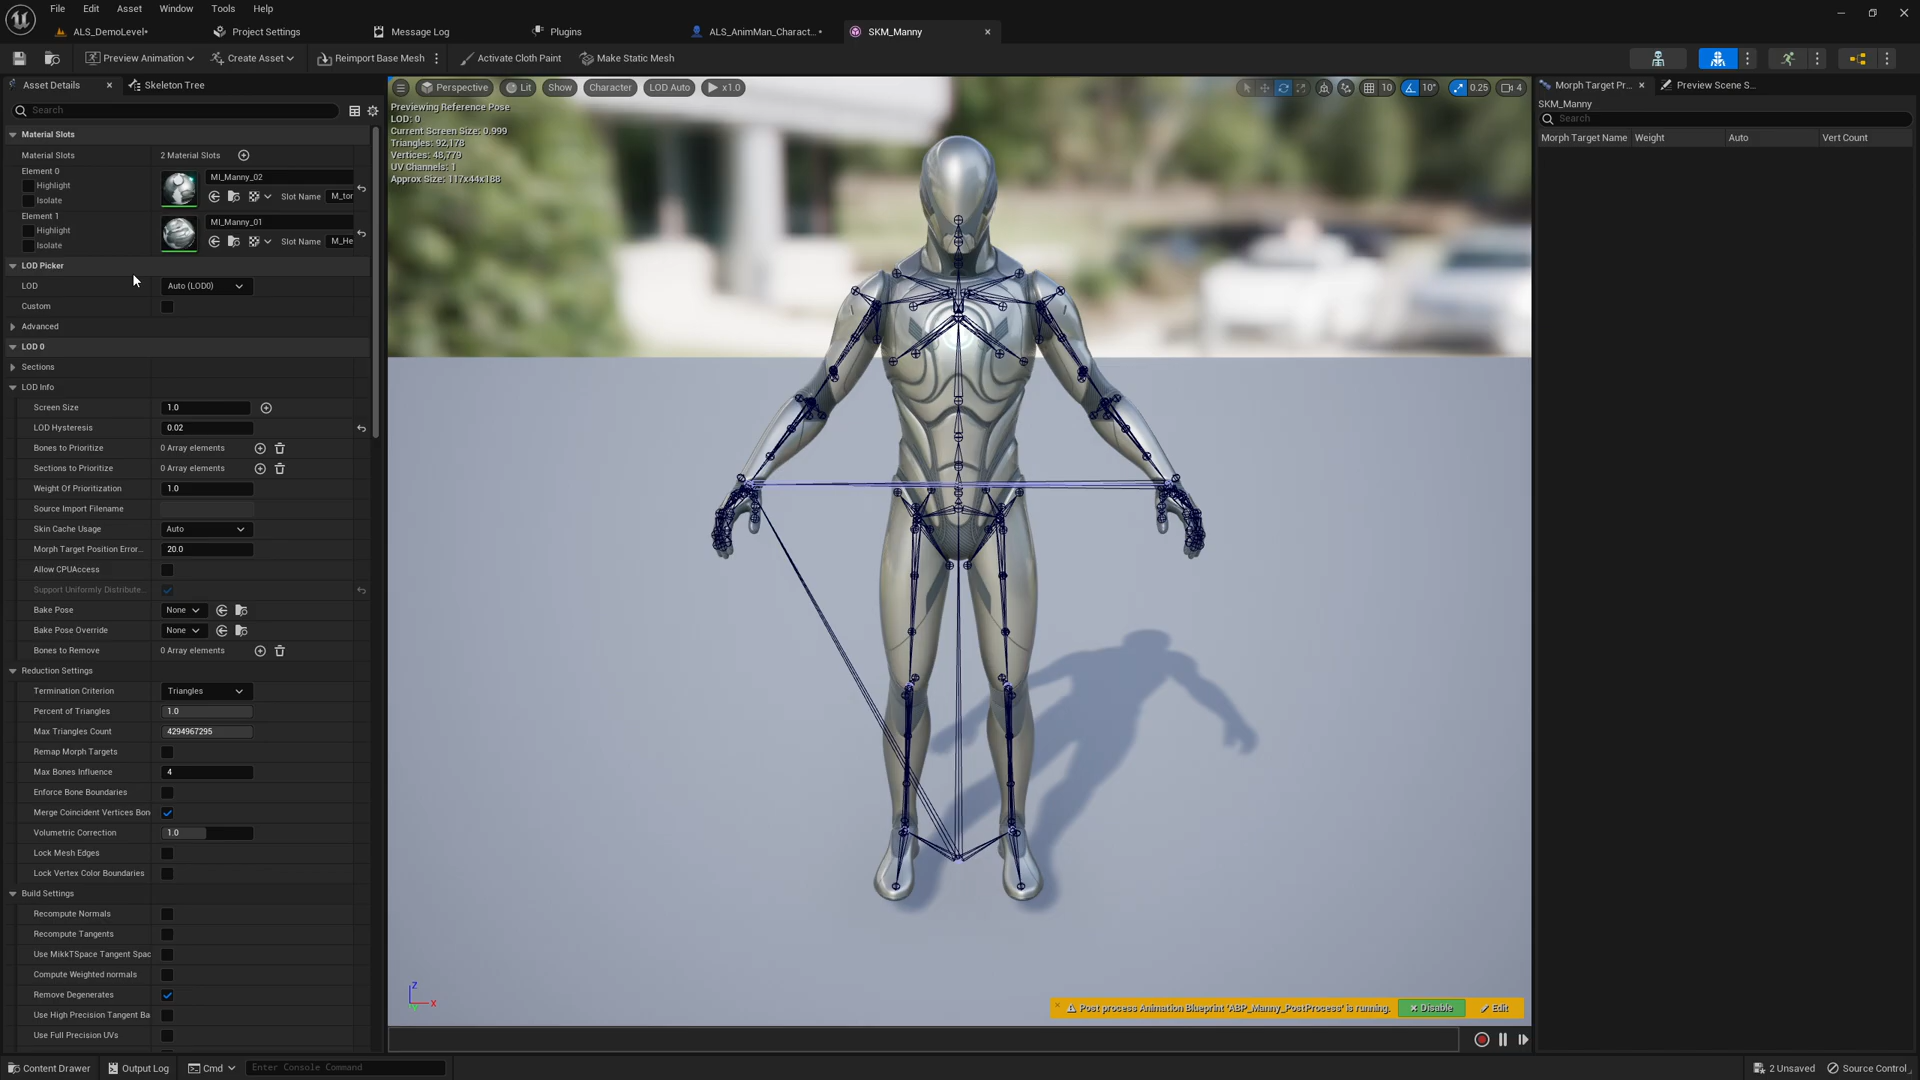 File Edit Asset Window Tools Help
ALS_DemoLevel* Project Settings Message Log Plugins ALS_AnimMan_Charact...* SKM_Manny
Preview Animation Create Asset Reimport Base Mesh Activate Cloth Paint Make Static Mesh
Asset Details Skeleton Tree
Search
Material Slots
Material Slots 2 Material Slots
Element 0
Highlight
Isolate
MI_Manny_02
Slot Name M_tor
Element 1
Highlight
Isolate
MI_Manny_01
Slot Name M_He
LOD Picker
LOD Auto (LOD0)
Custom
Advanced
LOD 0
Sections
LOD Info
Screen Size 1.0
LOD Hysteresis 0.02
Bones to Prioritize 0 Array elements
Sections to Prioritize 0 Array elements
Weight Of Prioritization 1.0
Source Import Filename
Skin Cache Usage Auto
Morph Target Position Error... 20.0
Allow CPUAccess
Support Uniformly Distribute...
Bake Pose None
Bake Pose Override None
Bones to Remove 0 Array elements
Reduction Settings
Termination Criterion Triangles
Percent of Triangles 1.0
Max Triangles Count 4294967295
Remap Morph Targets
Max Bones Influence 4
Enforce Bone Boundaries
Merge Coincident Vertices Bon
Volumetric Correction 1.0
Lock Mesh Edges
Lock Vertex Color Boundaries
Build Settings
Recompute Normals
Recompute Tangents
Use MikkTSpace Tangent Spac
Compute Weighted normals
Remove Degenerates
Use High Precision Tangent Ba
Use Full Precision UVs
Perspective Lit Show Character LOD Auto x1.0
10 10° 0.25 4
Previewing Reference Pose
LOD: 0
Current Screen Size: 0.999
Triangles: 92,178
Vertices: 48,779
UV Channels: 1
Approx Size: 117x44x188
Z
X
Post process Animation Blueprint 'ABP_Manny_PostProcess' is running. Disable Edit
Morph Target Pr... Preview Scene S...
SKM_Manny
Search
Morph Target Name Weight Auto Vert Count
Content Drawer Output Log Cmd Enter Console Command
2 Unsaved Source Control